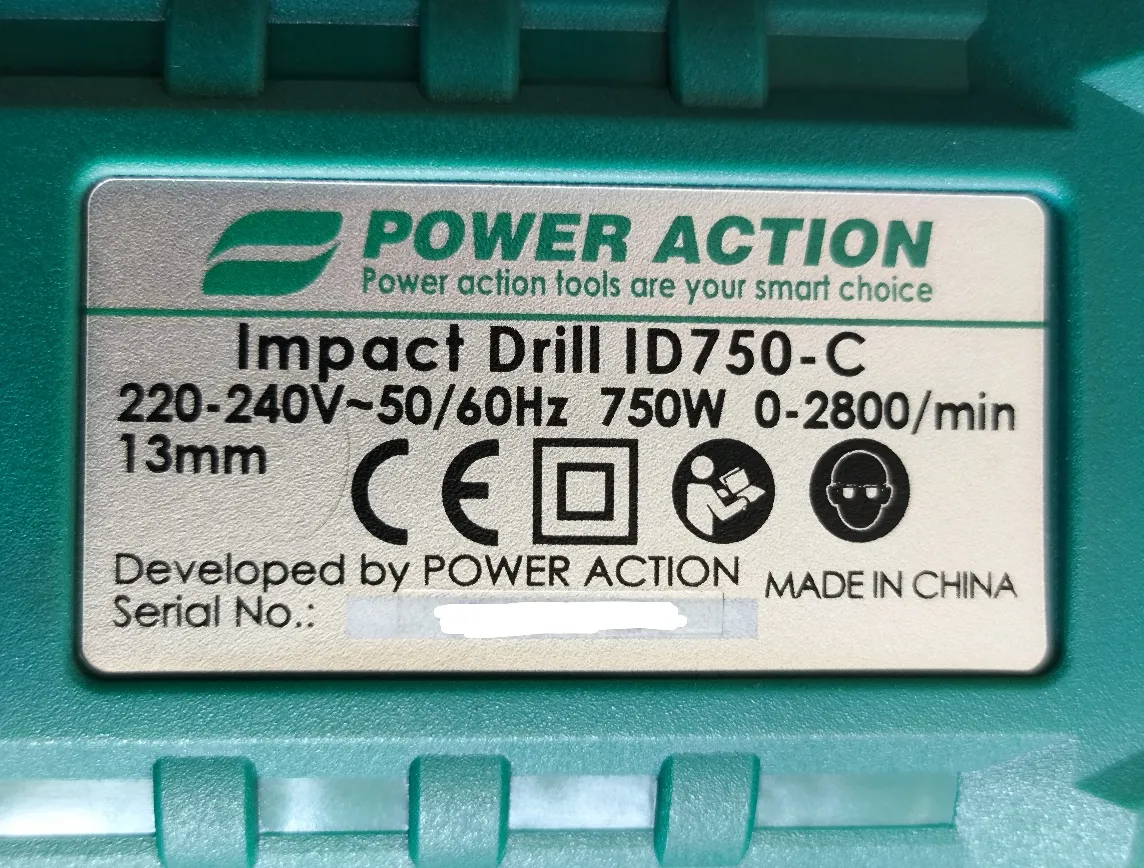 POWER ACTION
Power action tools are your smart choice
Impact Drill ID750-C
220-240V~50/60Hz 750W 0-2800/min
13mm
CE
Developed by POWER ACTION MADE IN CHINA
Serial No.: